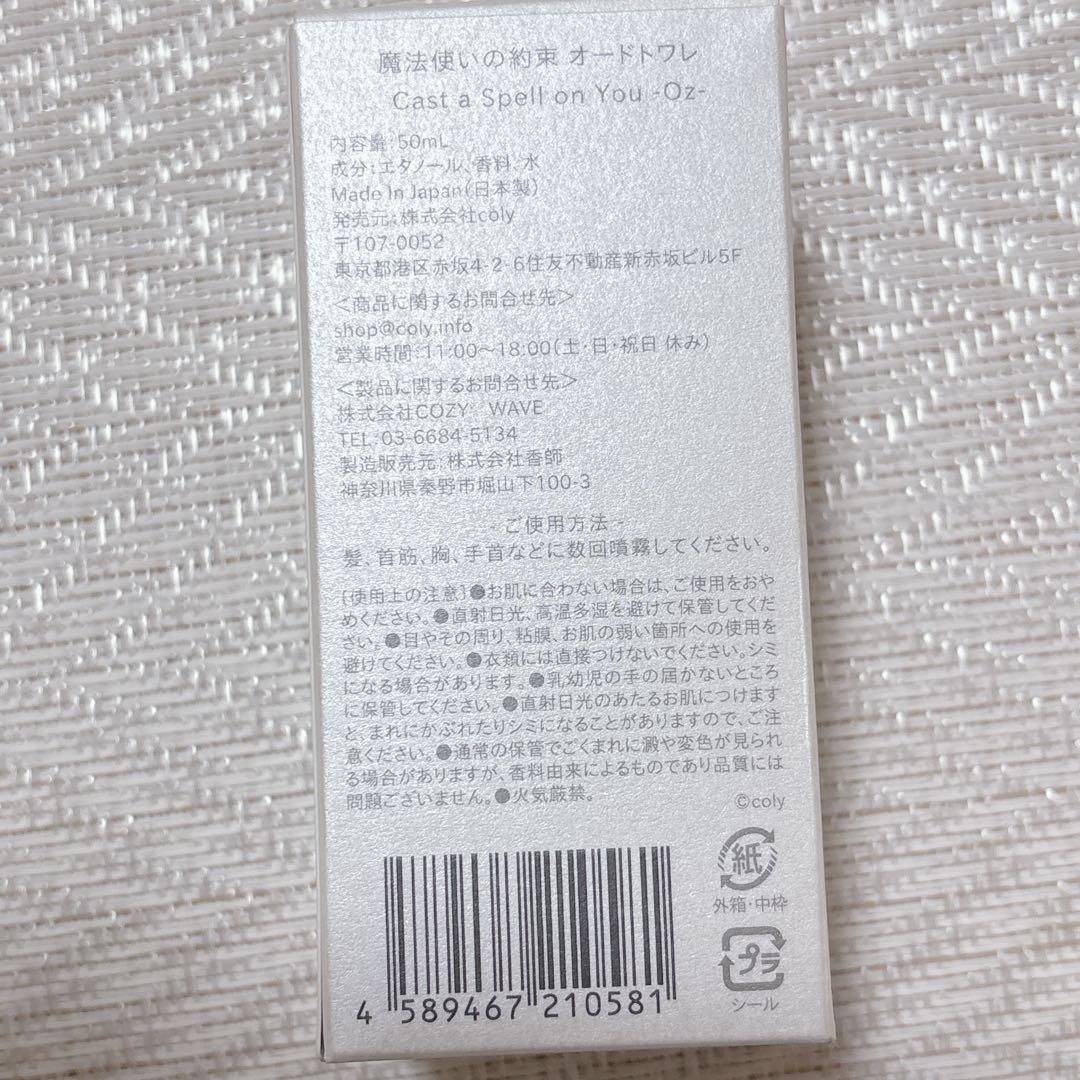 魔法使いの約束 オードトワレ
Cast a Spell on You -Oz-
内容量:50mL
成分:エタノール、香料、水
Made In Japan(日本製)
発売元:株式会社coly
〒107-0052
東京都港区赤坂4-2-6住友不動産新赤坂ビル5F
<商品に関するお問合せ先>
shop@coly.info
営業時間:11:00〜18:00(土・日・祝日 休み)
<製品に関するお問合せ先>
株式会社COZY WAVE
TEL:03-6684-5134
製造販売元:株式会社香師
神奈川県秦野市堀山下100-3
- ご使用方法 -
髪、首筋、胸、手首などに数回噴霧してください。
[使用上の注意]●お肌に合わない場合は、ご使用をおや
めください。●直射日光、高温多湿を避けて保管してくだ
さい。●目やその周り、粘膜、お肌の弱い箇所への使用を
避けてください。●衣類には直接つけないでください。シミ
になる場合があります。●乳幼児の手の届かないところ
に保管してください。●直射日光のあたるお肌につけます
と、まれにかぶれたりシミになることがありますので、ご注
意ください。●通常の保管でごくまれに澱や変色が見られ
る場合がありますが、香料由来によるものであり品質には
問題ございません。●火気厳禁。
©coly
紙
外箱・中枠
プラ
シール
4 589467 210581